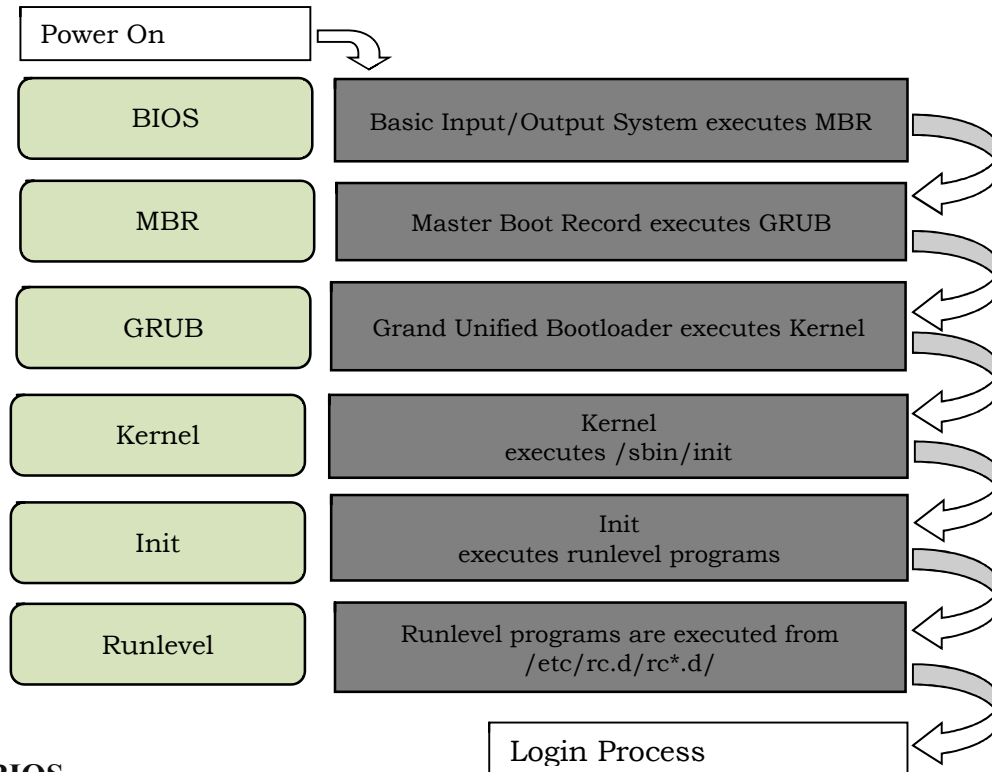 Power On
BIOS
Basic Input/Output System executes MBR
MBR
Master Boot Record executes GRUB
GRUB
Grand Unified Bootloader executes Kernel
Kernel
Kernel
executes /sbin/init
Init
Init
executes runlevel programs
Runlevel
Runlevel programs are executed from
/etc/rc.d/rc*.d/
Login Process
BIOS